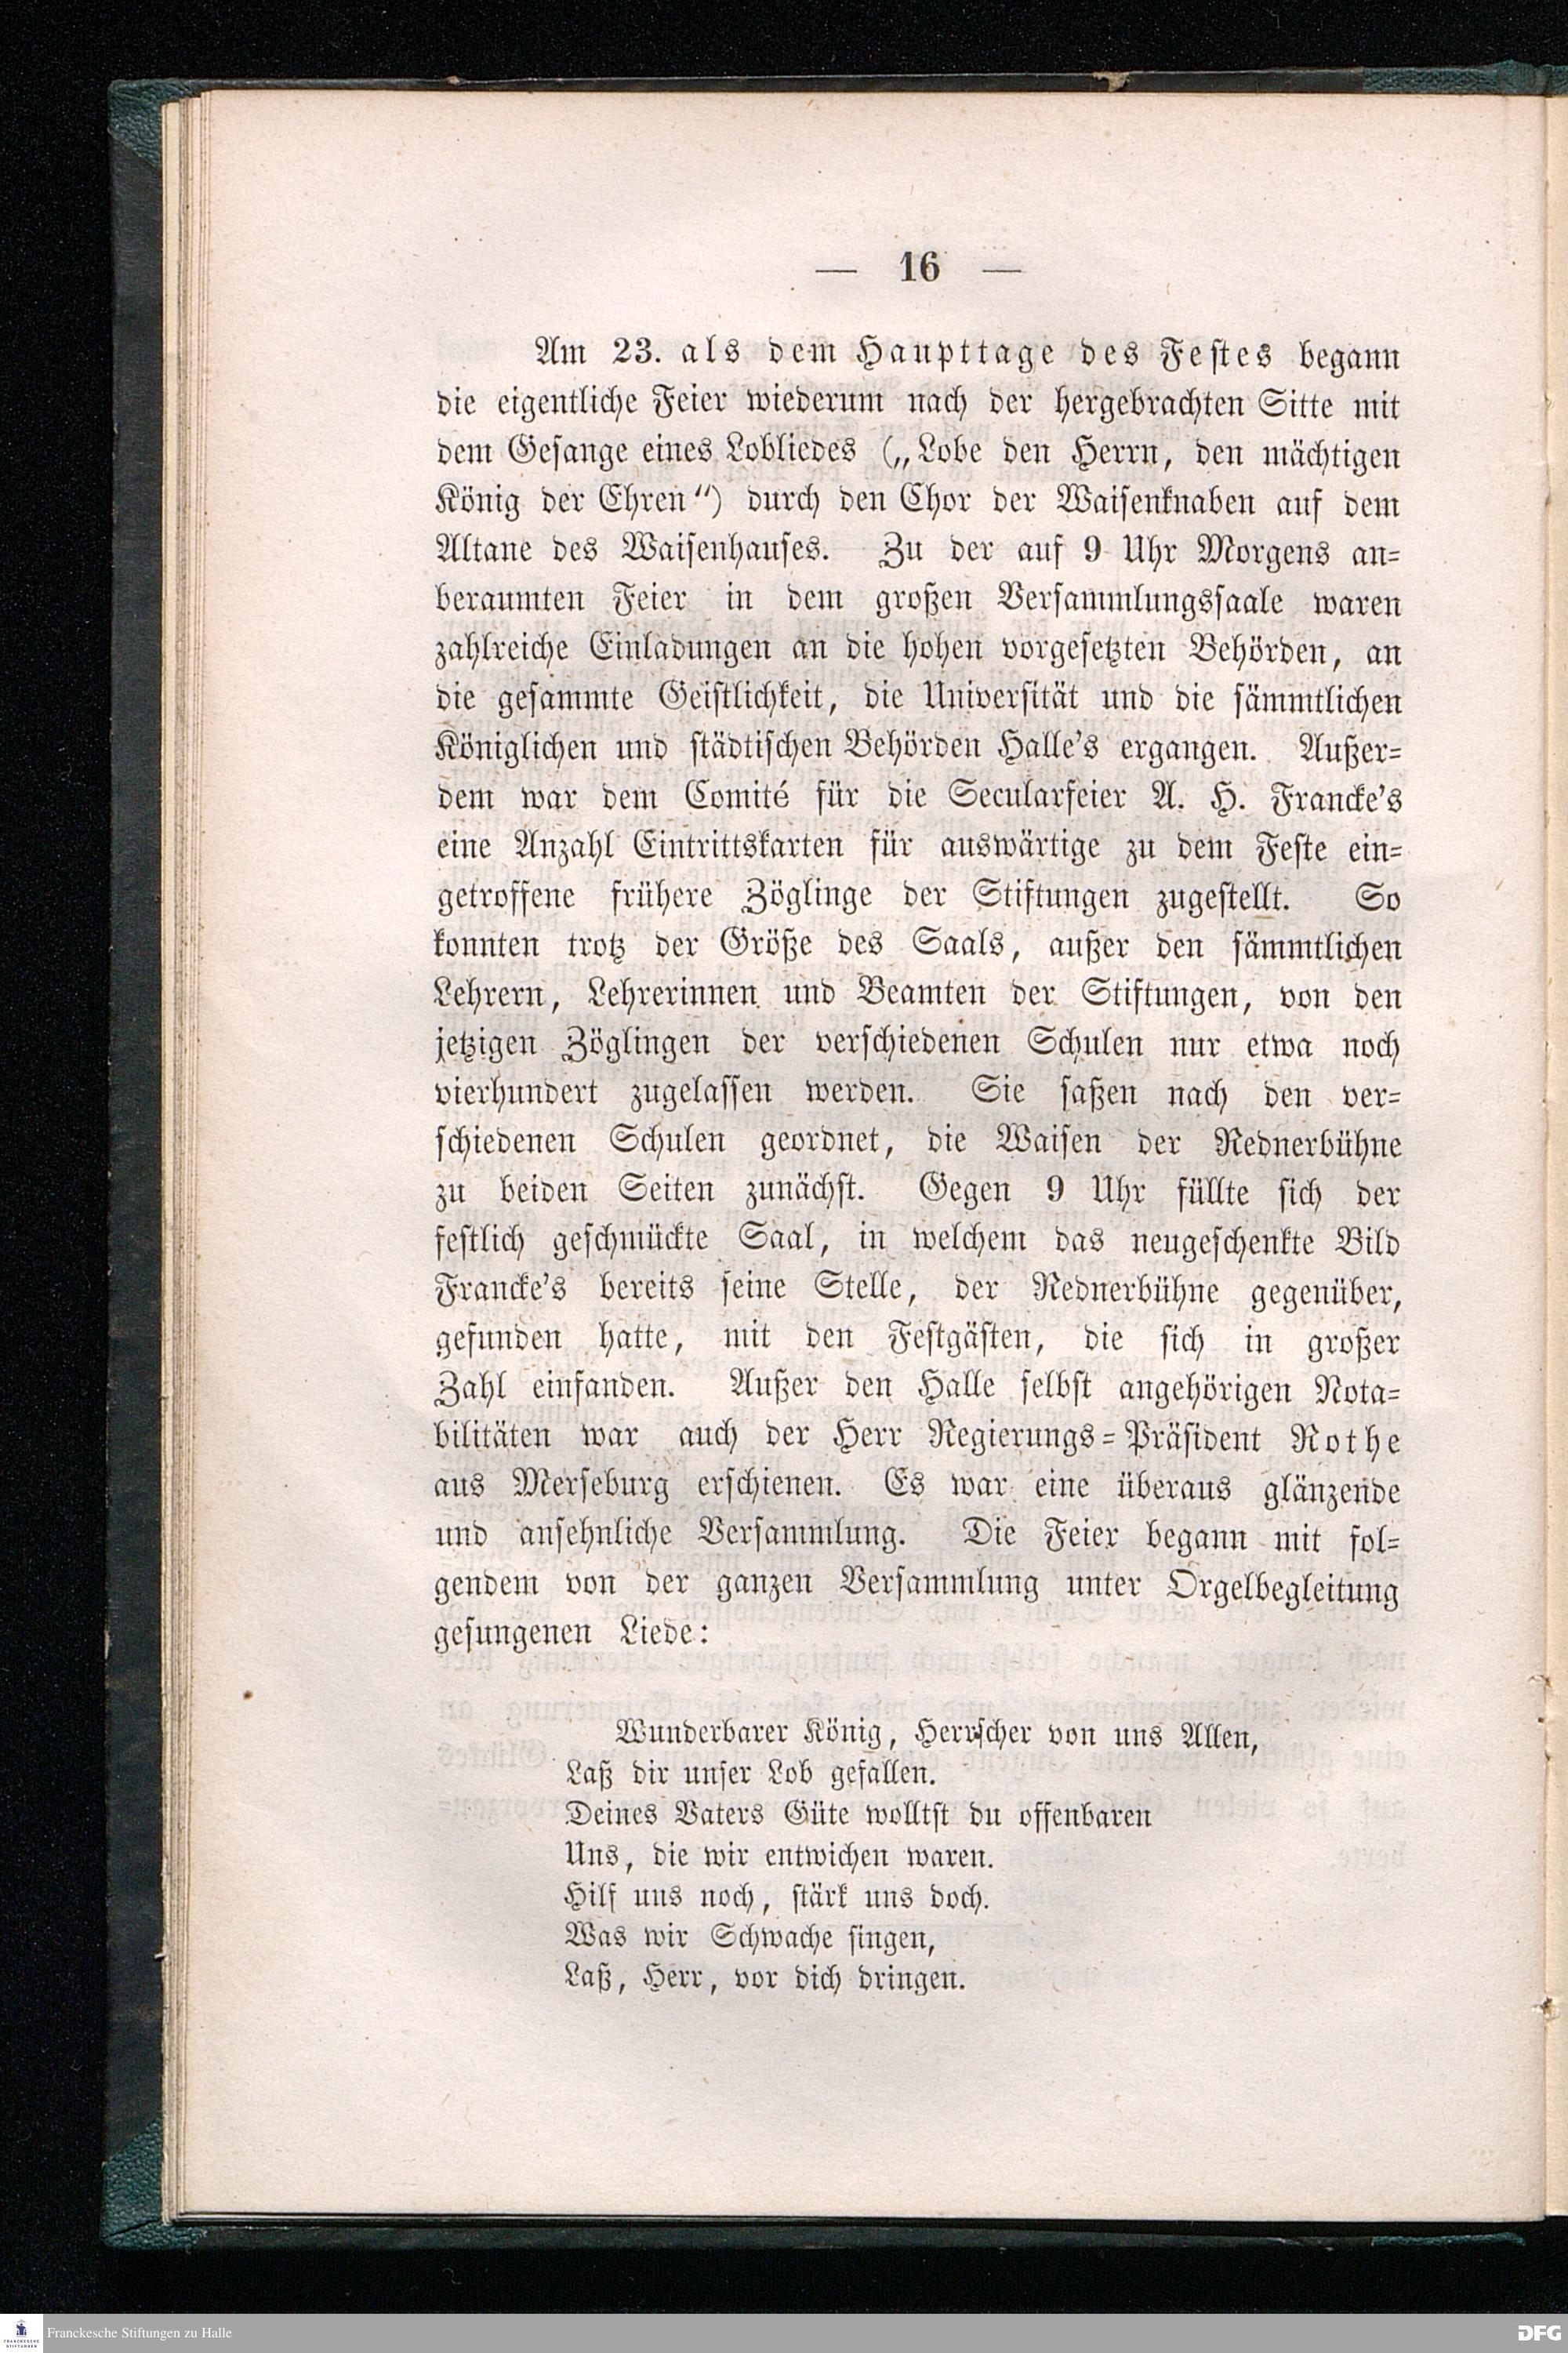 — 16 —
Am 23. als dem Haupttage des Festes begann
die eigentliche Feier wiederum nach der hergebrachten Sitte mit
dem Gesange eines Lobliedes („Lobe den Herrn, den mächtigen
König der Ehren“) durch den Chor der Waisenknaben auf dem
Altane des Waisenhauses. Zu der auf 9 Uhr Morgens an-
beraumten Feier in dem großen Versammlungssaale waren
zahlreiche Einladungen an die hohen vorgesetzten Behörden, an
die gesammte Geistlichkeit, die Universität und die sämmtlichen
Königlichen und städtischen Behörden Halle's ergangen. Außer-
dem war dem Comité für die Secularfeier A. H. Francke's
eine Anzahl Eintrittskarten für auswärtige zu dem Feste ein-
getroffene frühere Zöglinge der Stiftungen zugestellt. So
konnten trotz der Größe des Saals, außer den sämmtlichen
Lehrern, Lehrerinnen und Beamten der Stiftungen, von den
jetzigen Zöglingen der verschiedenen Schulen nur etwa noch
vierhundert zugelassen werden. Sie saßen nach den ver-
schiedenen Schulen geordnet, die Waisen der Rednerbühne
zu beiden Seiten zunächst. Gegen 9 Uhr füllte sich der
festlich geschmückte Saal, in welchem das neugeschenkte Bild
Francke's bereits seine Stelle, der Rednerbühne gegenüber,
gefunden hatte, mit den Festgästen, die sich in großer
Zahl einfanden. Außer den Halle selbst angehörigen Nota-
bilitäten war auch der Herr Regierungs-Präsident Rothe
aus Merseburg erschienen. Es war eine überaus glänzende
und ansehnliche Versammlung. Die Feier begann mit fol-
gendem von der ganzen Versammlung unter Orgelbegleitung
gesungenen Liede:
Wunderbarer König, Herrscher von uns Allen,
Laß dir unser Lob gefallen.
Deines Vaters Güte wolltst du offenbaren
Uns, die wir entwichen waren.
Hilf uns noch, stärk uns doch.
Was wir Schwache singen,
Laß, Herr, vor dich dringen.
FRANCKESCHE
STIFTUNGEN
Franckesche Stiftungen zu Halle
DFG